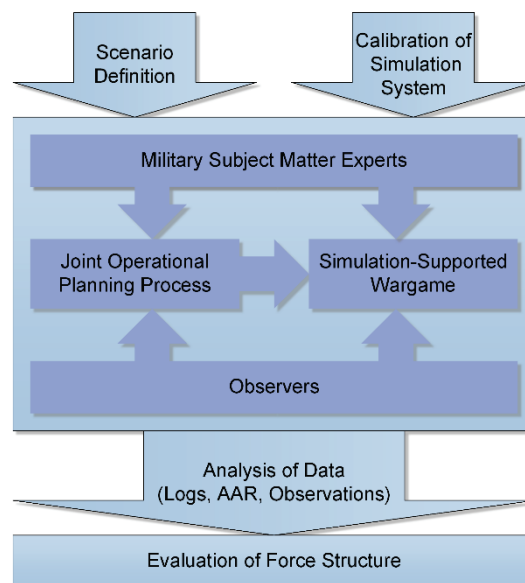 Scenario
Definition
Calibration of
Simulation
System
Military Subject Matter Experts
Joint Operational
Planning Process
Simulation-Supported
Wargame
Observers
Analysis of Data
(Logs, AAR, Observations)
Evaluation of Force Structure